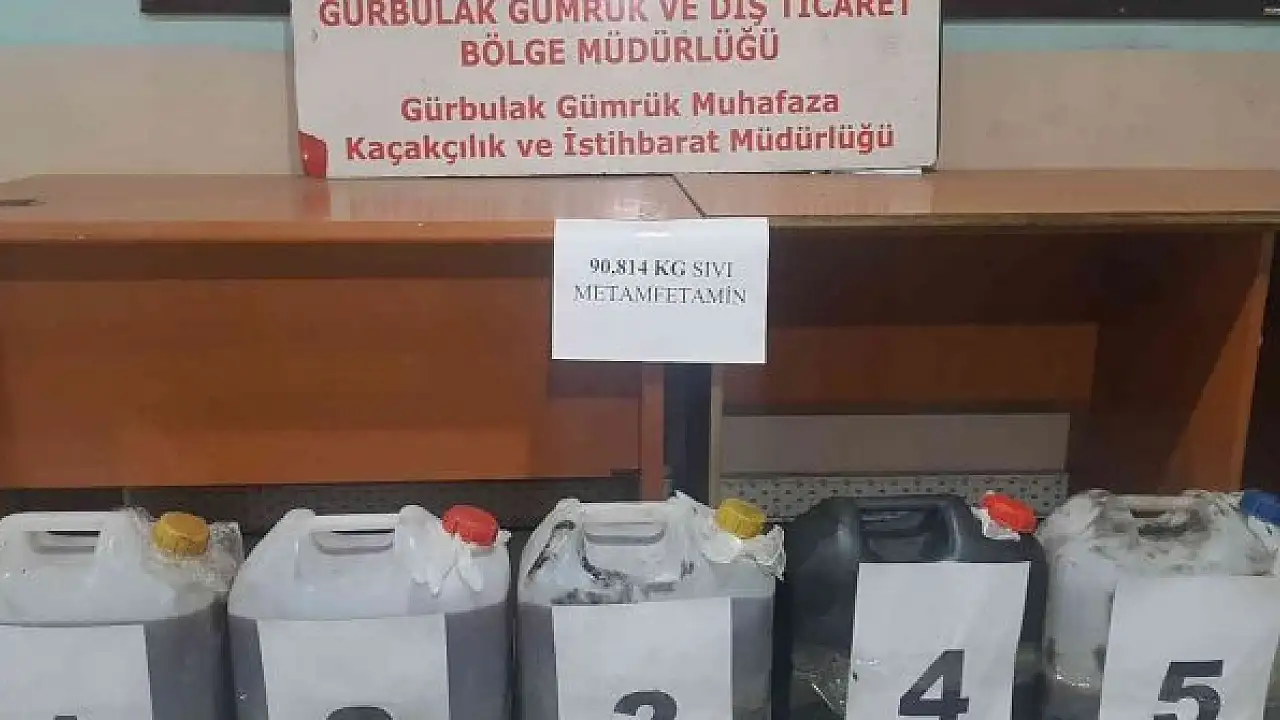 GÜRBULAK GÜMRÜK VE DIŞ TİCARET
BÖLGE MÜDÜRLÜĞÜ
Gürbulak Gümrük Muhafaza
Kaçakçılık ve İstihbarat Müdürlüğü
90.814 KG SIVI
METAMFETAMİN
4
5